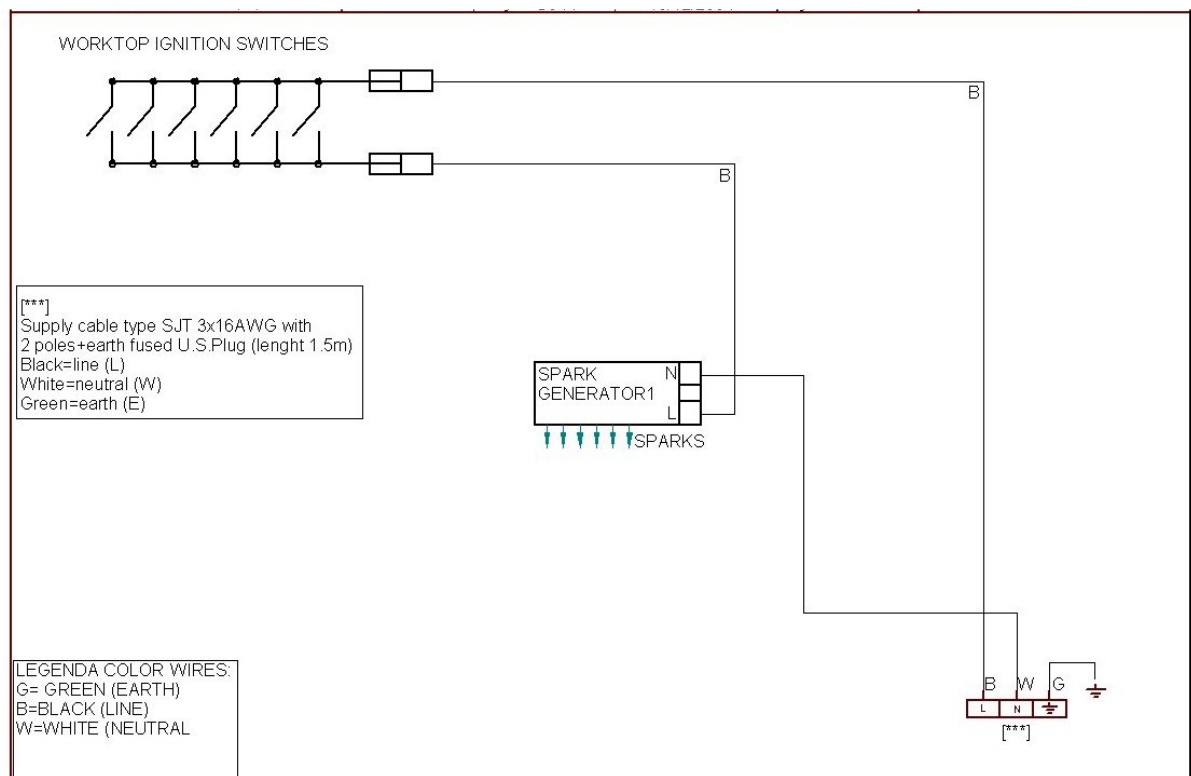 WORKTOP IGNITION SWITCHES
B
B
[***]
Supply cable type SJT 3x16AWG with
2 poles+earth fused U.S.Plug (lenght 1.5m)
Black=line (L)
White=neutral (W)
Green=earth (E)
SPARK N
GENERATOR1
L
SPARKS
LEGENDA COLOR WIRES:
G= GREEN (EARTH)
B=BLACK (LINE)
W=WHITE (NEUTRAL
B W G
L N
[***]